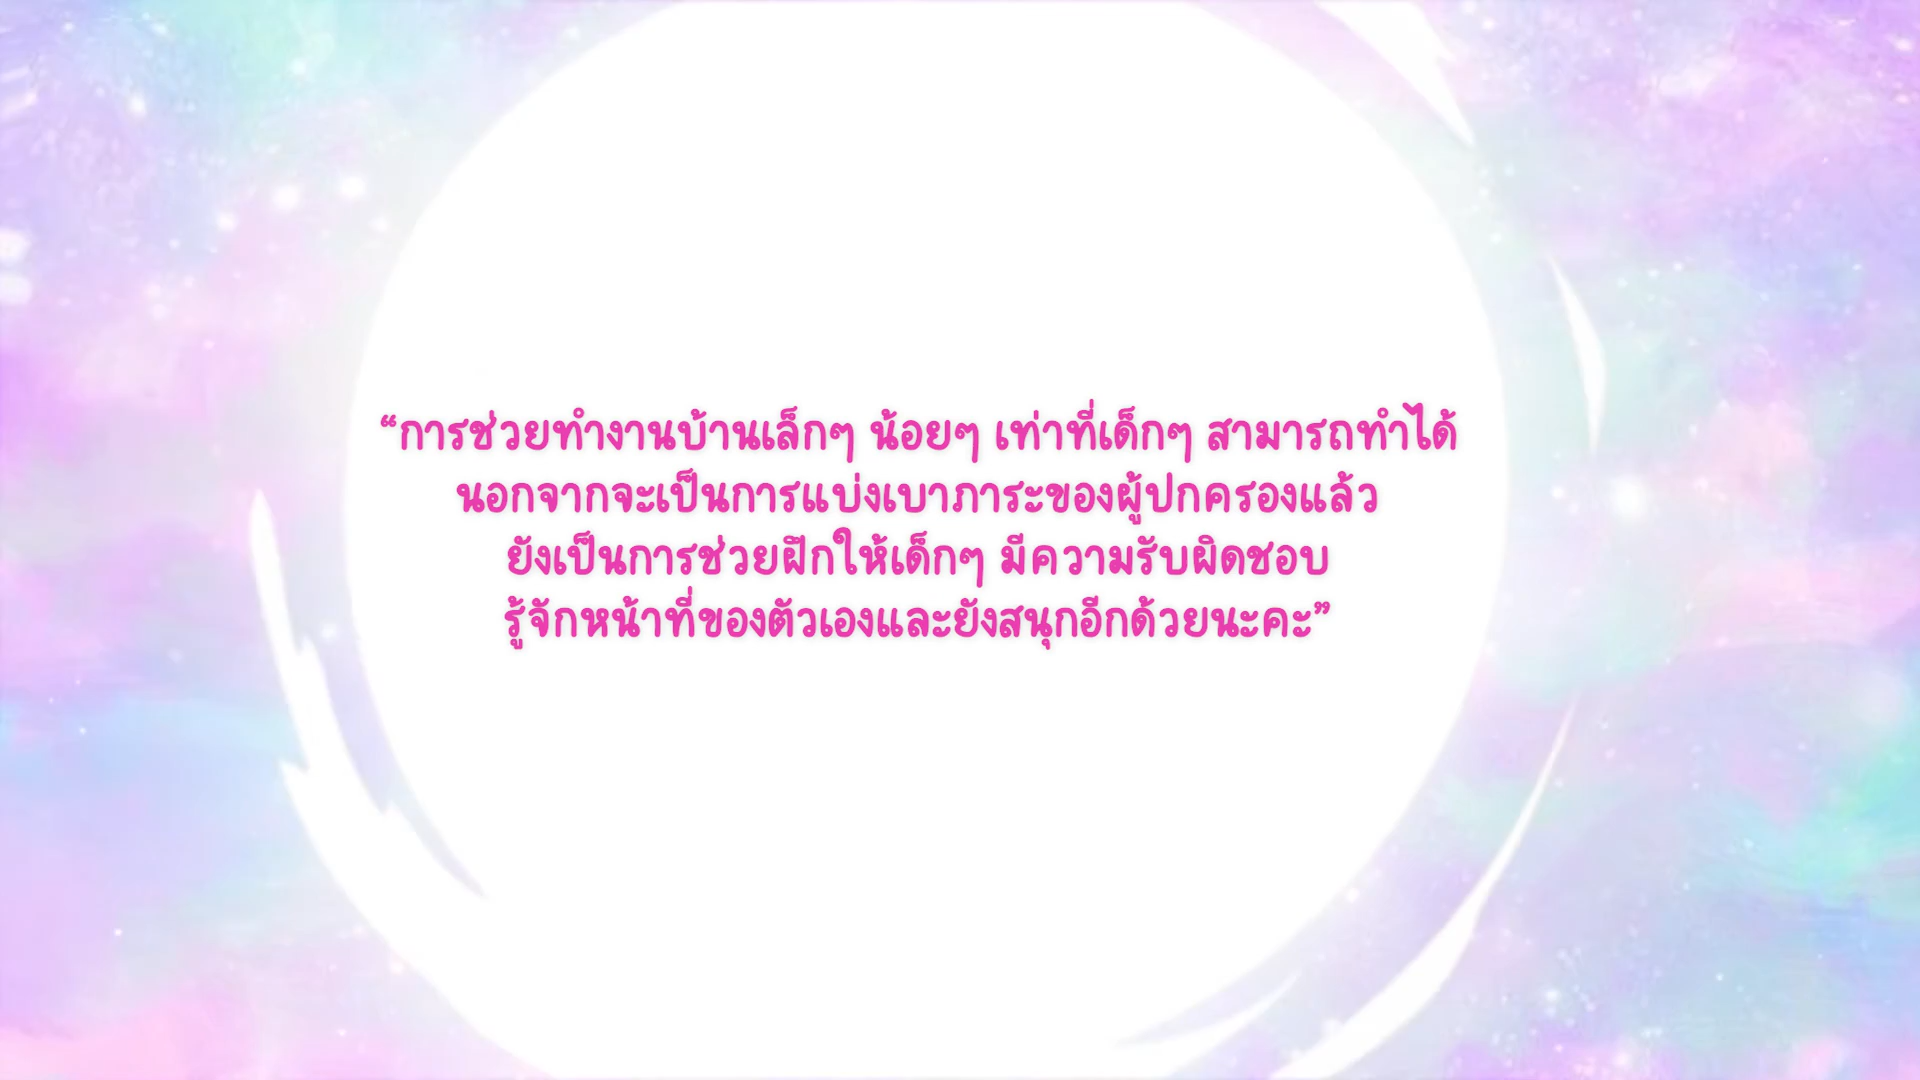 “การช่วยทำงานบ้านเล็กๆ น้อยๆ เท่าที่เด็กๆ สามารถทำได้
นอกจากจะเป็นการแบ่งเบาภาระของผู้ปกครองแล้ว
ยังเป็นการช่วยฝึกให้เด็กๆ มีความรับผิดชอบ
รู้จักหน้าที่ของตัวเองและยังสนุกอีกด้วยนะคะ”